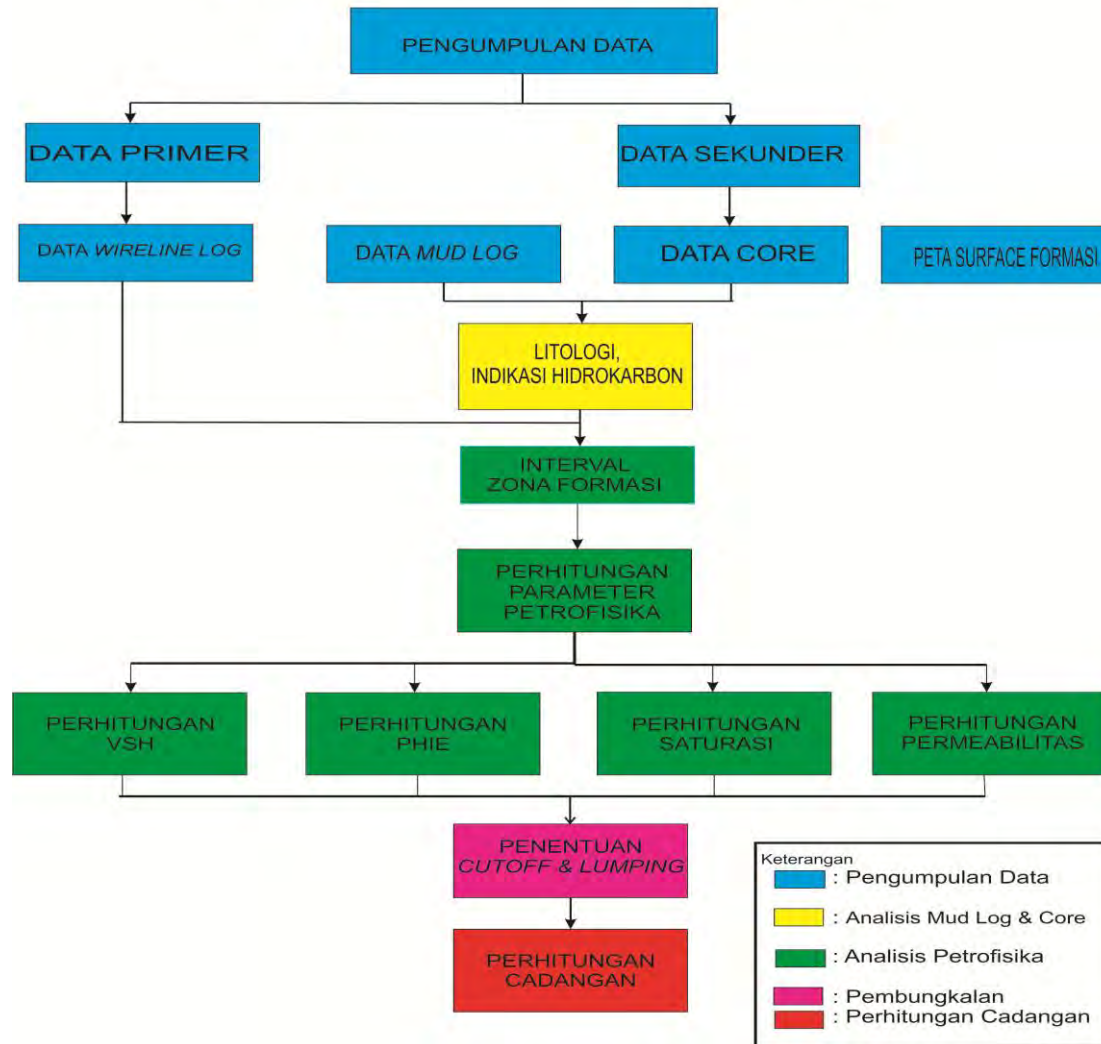 PENGUMPULAN DATA
DATA PRIMER
DATA SEKUNDER
DATA WIRELINE LOG
DATA MUD LOG
DATA CORE
PETA SURFACE FORMASI
LITOLOGI,
INDIKASI HIDROKARBON
INTERVAL
ZONA FORMASI
PERHITUNGAN
PARAMETER
PETROFISIKA
PERHITUNGAN
VSH
PERHITUNGAN
PHIE
PERHITUNGAN
SATURASI
PERHITUNGAN
PERMEABILITAS
PENENTUAN
CUTOFF & LUMPING
PERHITUNGAN
CADANGAN
Keterangan
: Pengumpulan Data
: Analisis Mud Log & Core
: Analisis Petrofisika
: Pembungkalan
: Perhitungan Cadangan